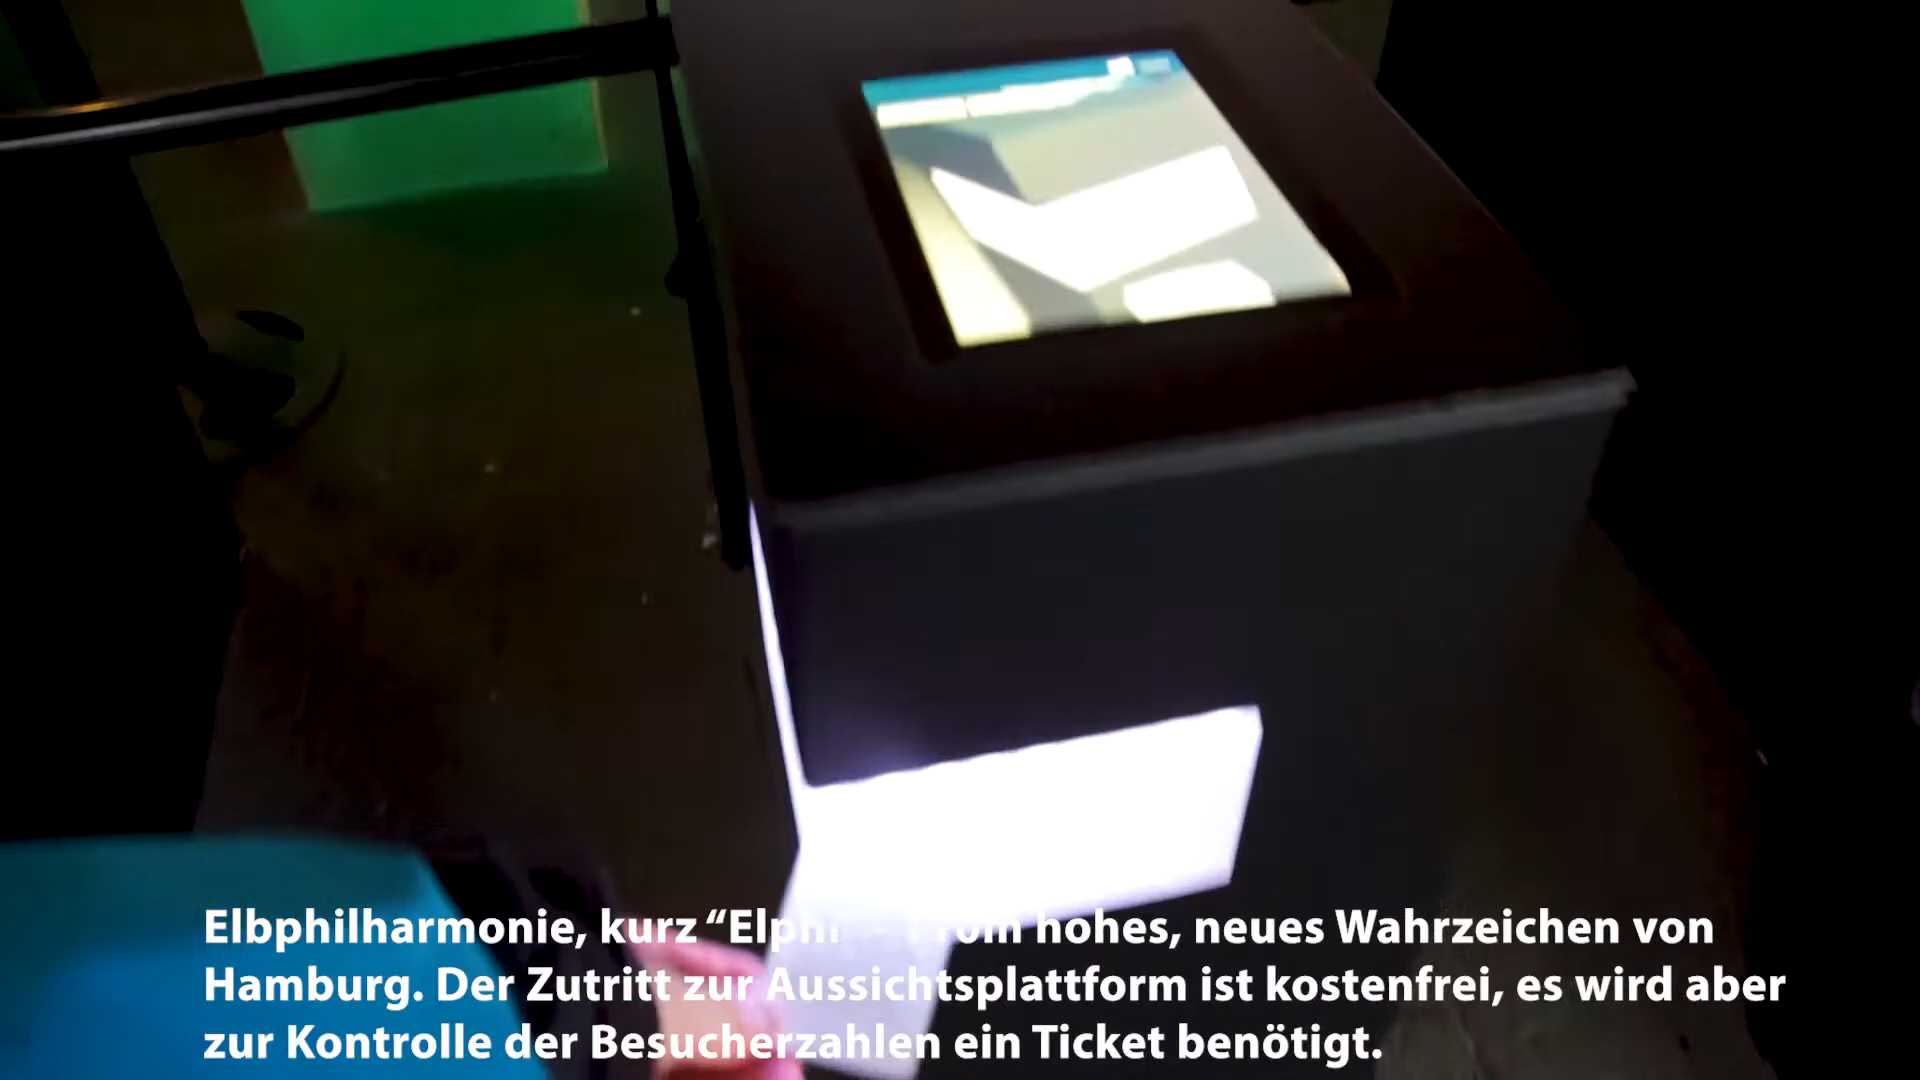 Elbphilharmonie, kurz “Elphi hohes, neues Wahrzeichen von
Hamburg. Der Zutritt zur Aussichtsplattform ist kostenfrei, es wird aber
zur Kontrolle der Besucherzahlen ein Ticket benötigt.